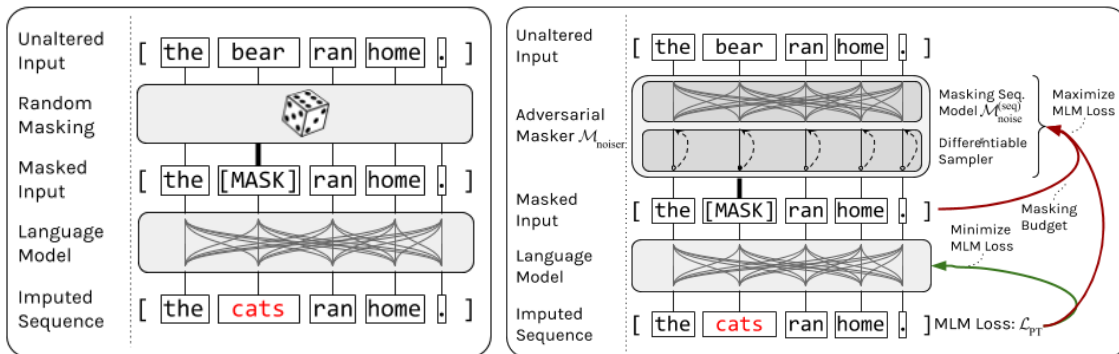 Unaltered Input [ the bear ran home . ]
Random Masking
Masked Input [ the [MASK] ran home . ]
Language Model
Imputed Sequence [ the cats ran home . ]
Unaltered Input [ the bear ran home . ]
Adversarial Masker 𝓜noiser
Masking Seq. Model 𝓜noise(seq)
Differentiable Sampler
Maximize MLM Loss
Masked Input [ the [MASK] ran home . ]
Masking Budget
Minimize MLM Loss
Language Model
Imputed Sequence [ the cats ran home . ] MLM Loss: 𝓛PT